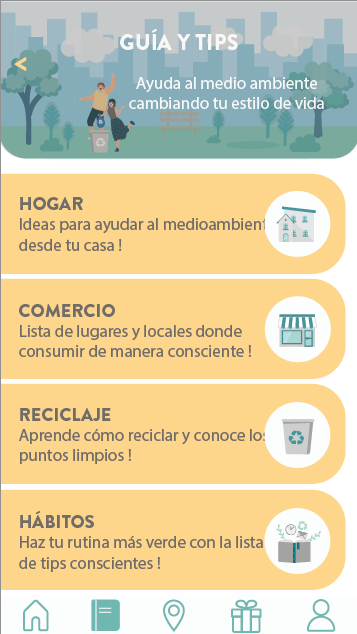 GUÍA Y TIPS
Ayuda al medio ambiente
cambiando tu estilo de vida
HOGAR
Ideas para ayudar al medioambient
desde tu casa !
COMERCIO
Lista de lugares y locales donde
consumir de manera consciente !
RECICLAJE
Aprende cómo reciclar y conoce los
puntos limpios !
HÁBITOS
Haz tu rutina más verde con la lista
de tips conscientes !